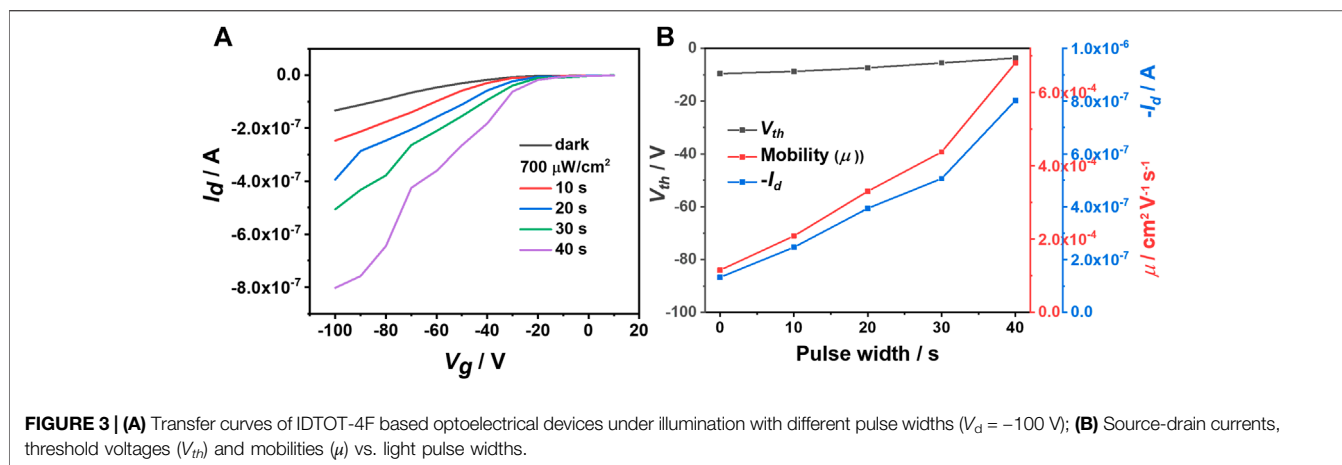 A
0.0
-2.0x10⁻⁷
-4.0x10⁻⁷
-6.0x10⁻⁷
-8.0x10⁻⁷
I_d / A
dark
700 μW/cm²
10 s
20 s
30 s
40 s
-100 -80 -60 -40 -20 0 20
V_g / V
B
0
-20
-40
-60
-80
-100
V_th / V
V_th
Mobility (μ))
-I_d
0 10 20 30 40
Pulse width / s
6.0x10⁻⁴
4.0x10⁻⁴
2.0x10⁻⁴
0.0
μ / cm² V⁻¹ s⁻¹
1.0x10⁻⁶
8.0x10⁻⁷
6.0x10⁻⁷
4.0x10⁻⁷
2.0x10⁻⁷
0.0
-I_d / A
FIGURE 3 | (A) Transfer curves of IDTOT-4F based optoelectrical devices under illumination with different pulse widths (V_d = −100 V); (B) Source-drain currents,
threshold voltages (V_th) and mobilities (μ) vs. light pulse widths.